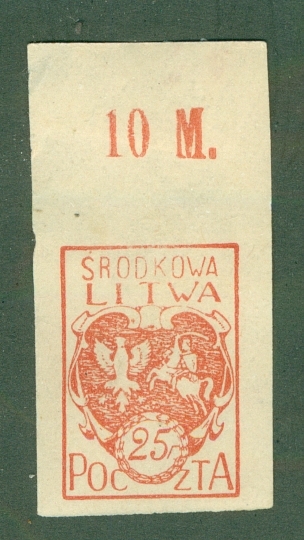 10 M.
ŚRODKOWA
LITWA
25
POCZTA